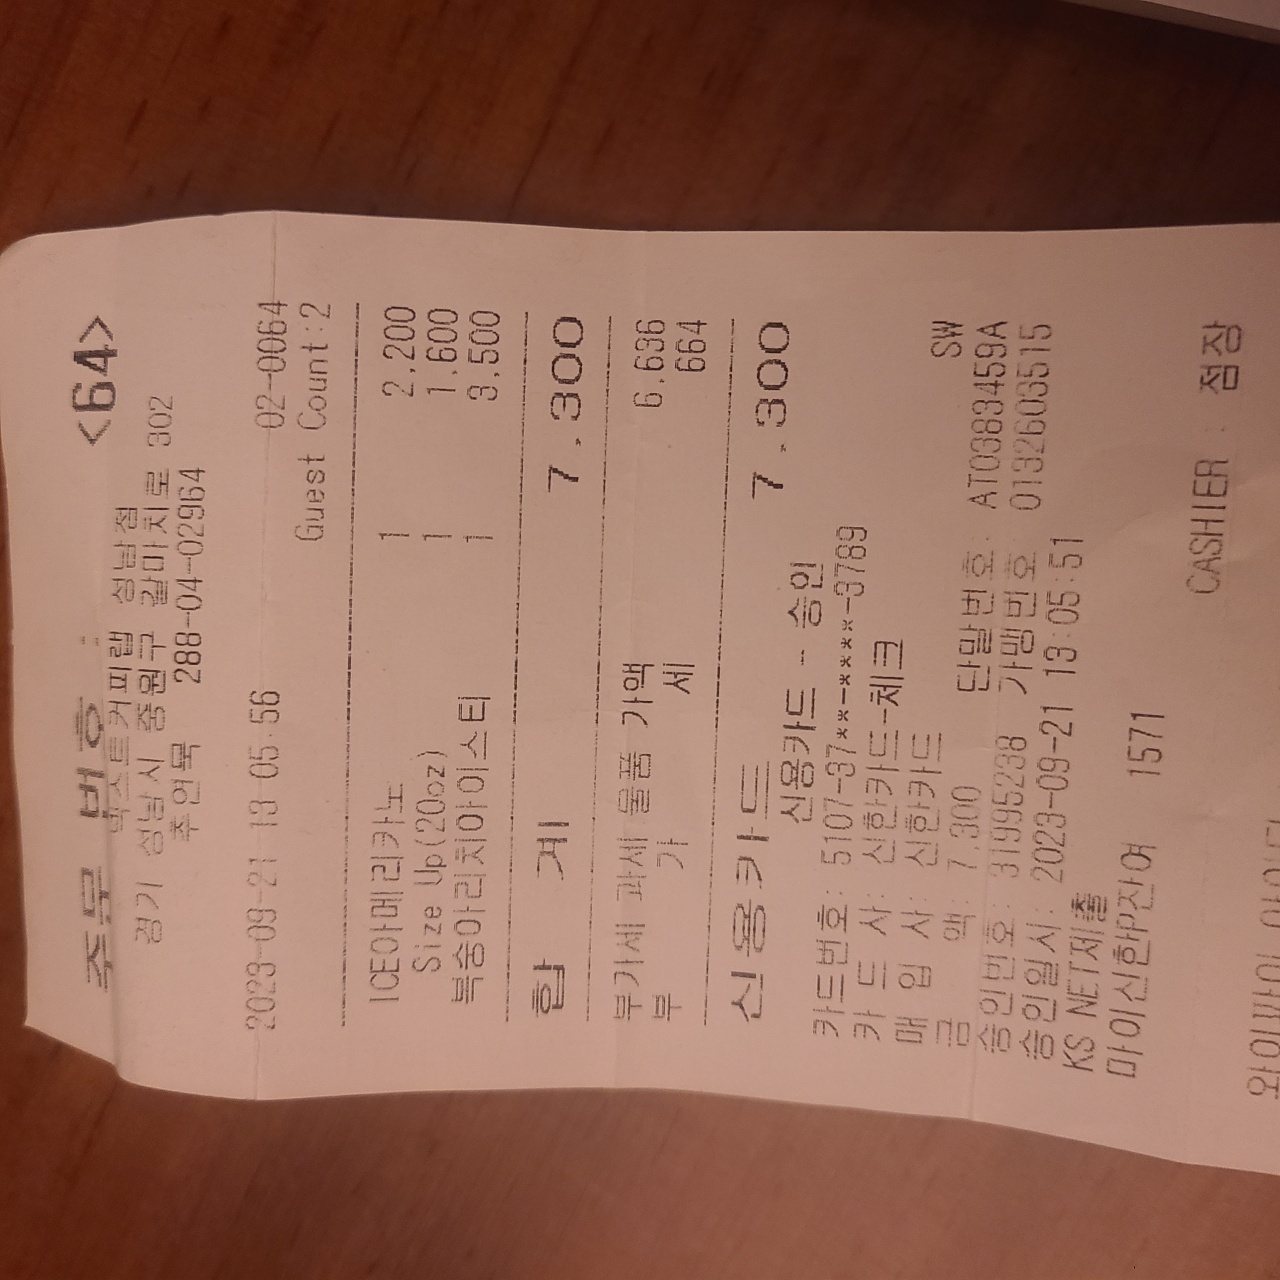 주문 번호 : <64>
넥스트커피랩 성남점
경기 성남시 중원구 갈마치로 302
추연욱 288-04-02964
2023-09-21 13:05:56 02-0064
Guest Count:2
ICE아메리카노 1 2,200
Size Up(20oz) 1 1,600
복숭아리치아이스티 1 3,500
합 계 7,300
부가세 과세 물품 가액 6,636
부 가 세 664
신용카드 7,300
신용카드 -- 승인
카드번호: 5107-37**-****-3789
카 드 사: 신한카드-체크
매 입 사: 신한카드
금 액: 7,300 SW
승인번호: 31995238 단말번호: AT0383459A
승인일시: 2023-09-21 13:05:51 가맹번호: 0132603515
KS NET제출
마이신한P잔여 1571
CASHIER : 점장